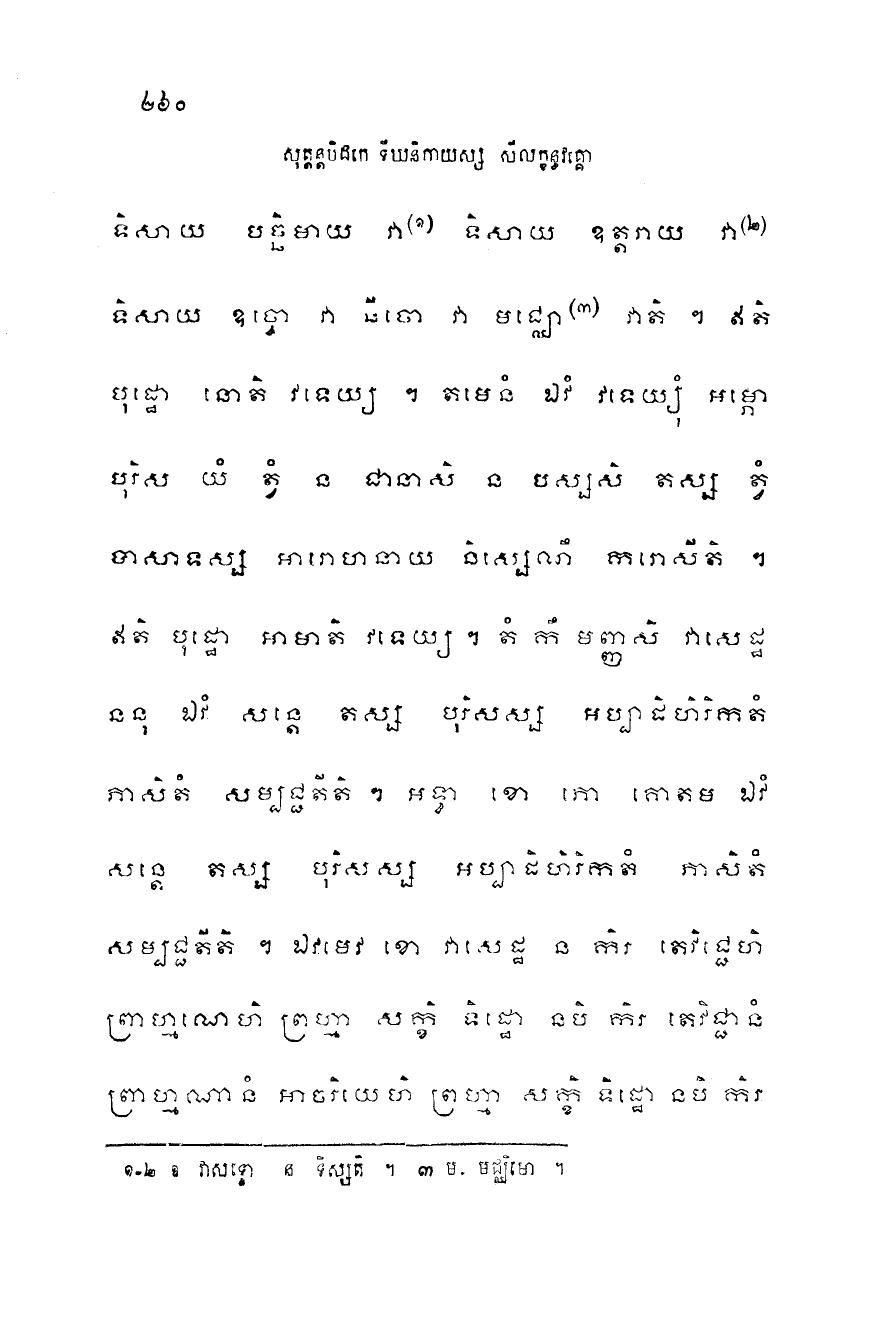 ២៦០
សុត្តន្តបិដកេ ទីឃនិកាយស្ស សីលក្ខន្ធវគ្គោ
ទិសាយ បច្ឆិមាយ វា(១) ទិសាយ ឧត្តរាយ វា(២)
ទិសាយ ឧច្ចោ វា នីចោ វា មជ្ឈោ(៣) វាតិ ។ ឥតិ
បុដ្ឋោ នោតិ វទេយ្យ ។ តមេនំ ឯវំ វទេយ្យុំ អម្ភោ
បុរិស យំ ត្វំ ន ជានាសិ ន បស្សសិ តស្ស ត្វំ
បាសាទស្ស អារោហនាយ និស្សេណឹ ករោសីតិ ។
ឥតិ បុដ្ឋោ អាមាតិ វទេយ្យ ។ តំ កឹ មញ្ញសិ វាសេដ្ឋ
ននុ ឯវំ សន្តេ តស្ស បុរិសស្ស អប្បាដិហិរិកតំ
ភាសិតំ សម្បជ្ជតីតិ ។ អទ្ធា ខោ ភោ គោតម ឯវំ
សន្តេ តស្ស បុរិសស្ស អប្បាដិហិរិកតំ ភាសិតំ
សម្បជ្ជតីតិ ។ ឯវមេវ ខោ វាសេដ្ឋ ន កិរ តេវិជ្ជេហិ
ព្រាហ្មណេហិ ព្រហ្មា សក្ខិ ទិដ្ឋោ នបិ កិរ តេវិជ្ជានំ
ព្រាហ្មណានំ អាចរិយេហិ ព្រហ្មា សក្ខិ ទិដ្ឋោ នបិ កិរ
១-២ ឱ វាសទ្ទោ ន ទិស្សតិ ។ ៣ ម. មជ្ឈិមោ ។